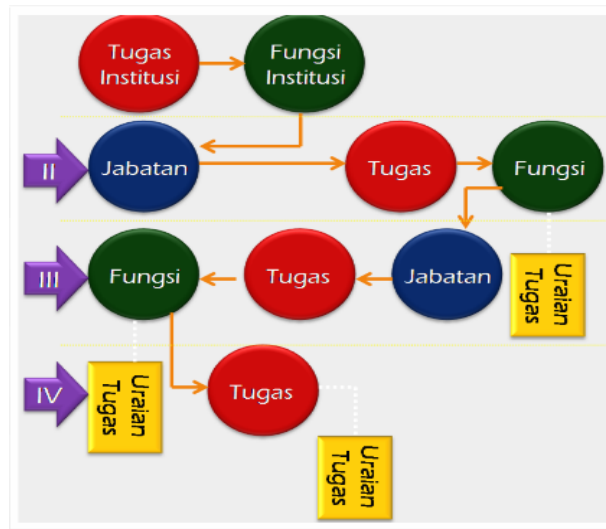 Tugas
Institusi
Fungsi
Institusi
II
Jabatan
Tugas
Fungsi
III
Fungsi
Tugas
Jabatan
Uraian
Tugas
IV
Uraian
Tugas
Tugas
Uraian
Tugas